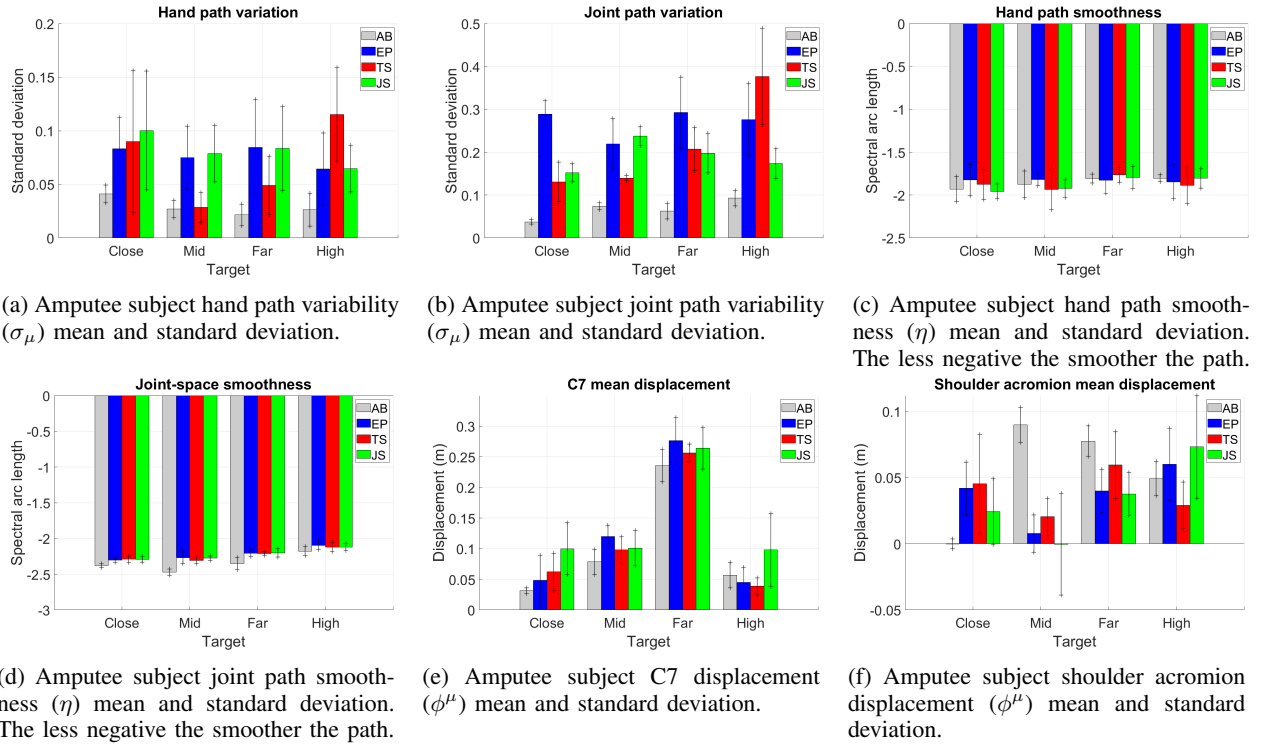 Hand path variation
0.2
0.15
0.1
0.05
0
Standard deviation
AB
EP
TS
JS
Close Mid Far High
Target
(a) Amputee subject hand path variability
(σμ) mean and standard deviation.
Joint path variation
0.5
0.4
0.3
0.2
0.1
0
Standard deviation
AB
EP
TS
JS
Close Mid Far High
Target
(b) Amputee subject joint path variability
(σμ) mean and standard deviation.
Hand path smoothness
0
-0.5
-1
-1.5
-2
-2.5
Spectral arc length
AB
EP
TS
JS
Close Mid Far High
Target
(c) Amputee subject hand path smooth-
ness (η) mean and standard deviation.
The less negative the smoother the path.
Joint-space smoothness
0
-0.5
-1
-1.5
-2
-2.5
-3
Spectral arc length
AB
EP
TS
JS
Close Mid Far High
Target
(d) Amputee subject joint path smooth-
ness (η) mean and standard deviation.
The less negative the smoother the path.
C7 mean displacement
0.3
0.25
0.2
0.15
0.1
0.05
0
Displacement (m)
AB
EP
TS
JS
Close Mid Far High
Target
(e) Amputee subject C7 displacement
(ϕμ) mean and standard deviation.
Shoulder acromion mean displacement
0.1
0.05
0
-0.05
Displacement (m)
AB
EP
TS
JS
Close Mid Far High
Target
(f) Amputee subject shoulder acromion
displacement (ϕμ) mean and standard
deviation.